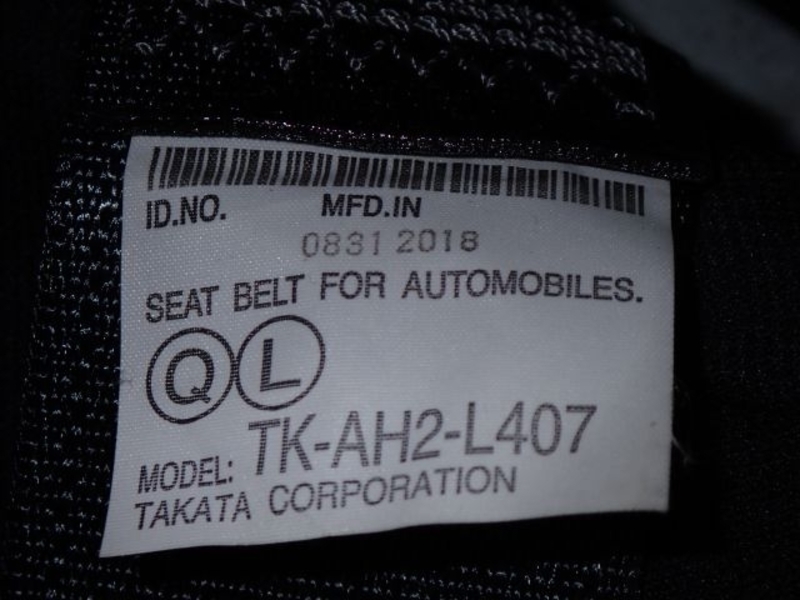 ID.NO. MFD.IN
0831 2018
SEAT BELT FOR AUTOMOBILES.
Q L
MODEL: TK-AH2-L407
TAKATA CORPORATION